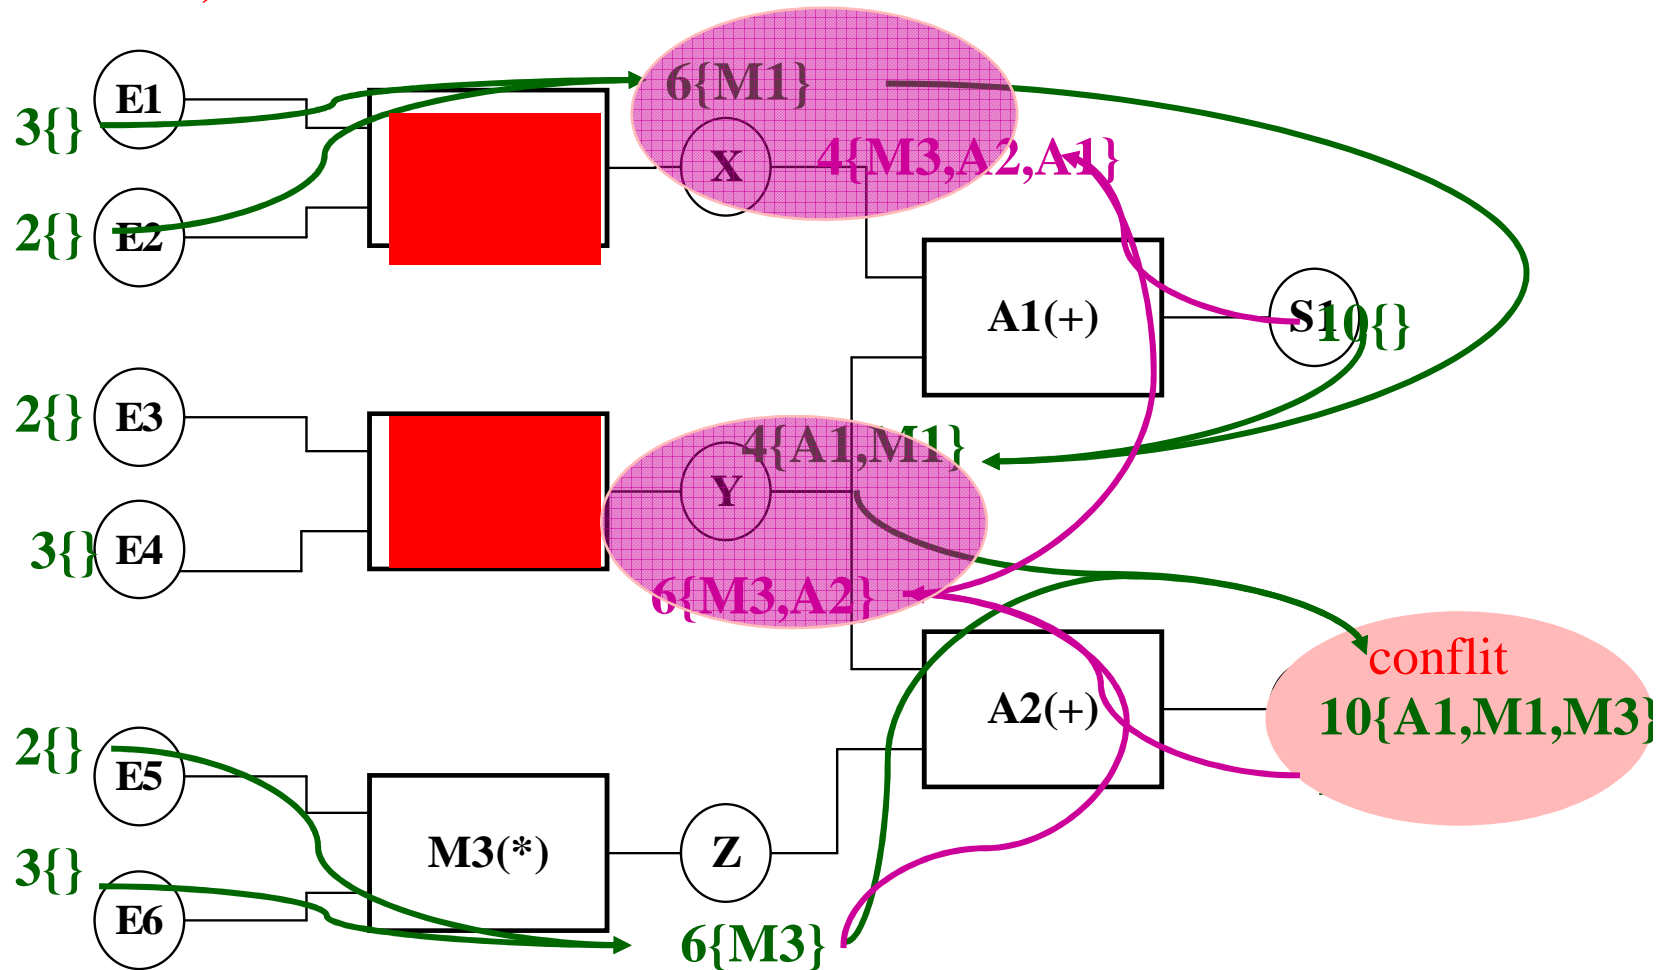 6{M1}
E1
3{}
X
4{M3,A2,A1}
2{}
E2
A1(+)
S1
10{}
2{}
E3
4{A1,M1}
Y
3{}
E4
6{M3,A2}
conflit
A2(+)
10{A1,M1,M3}
2{}
E5
M3(*)
Z
3{}
E6
6{M3}